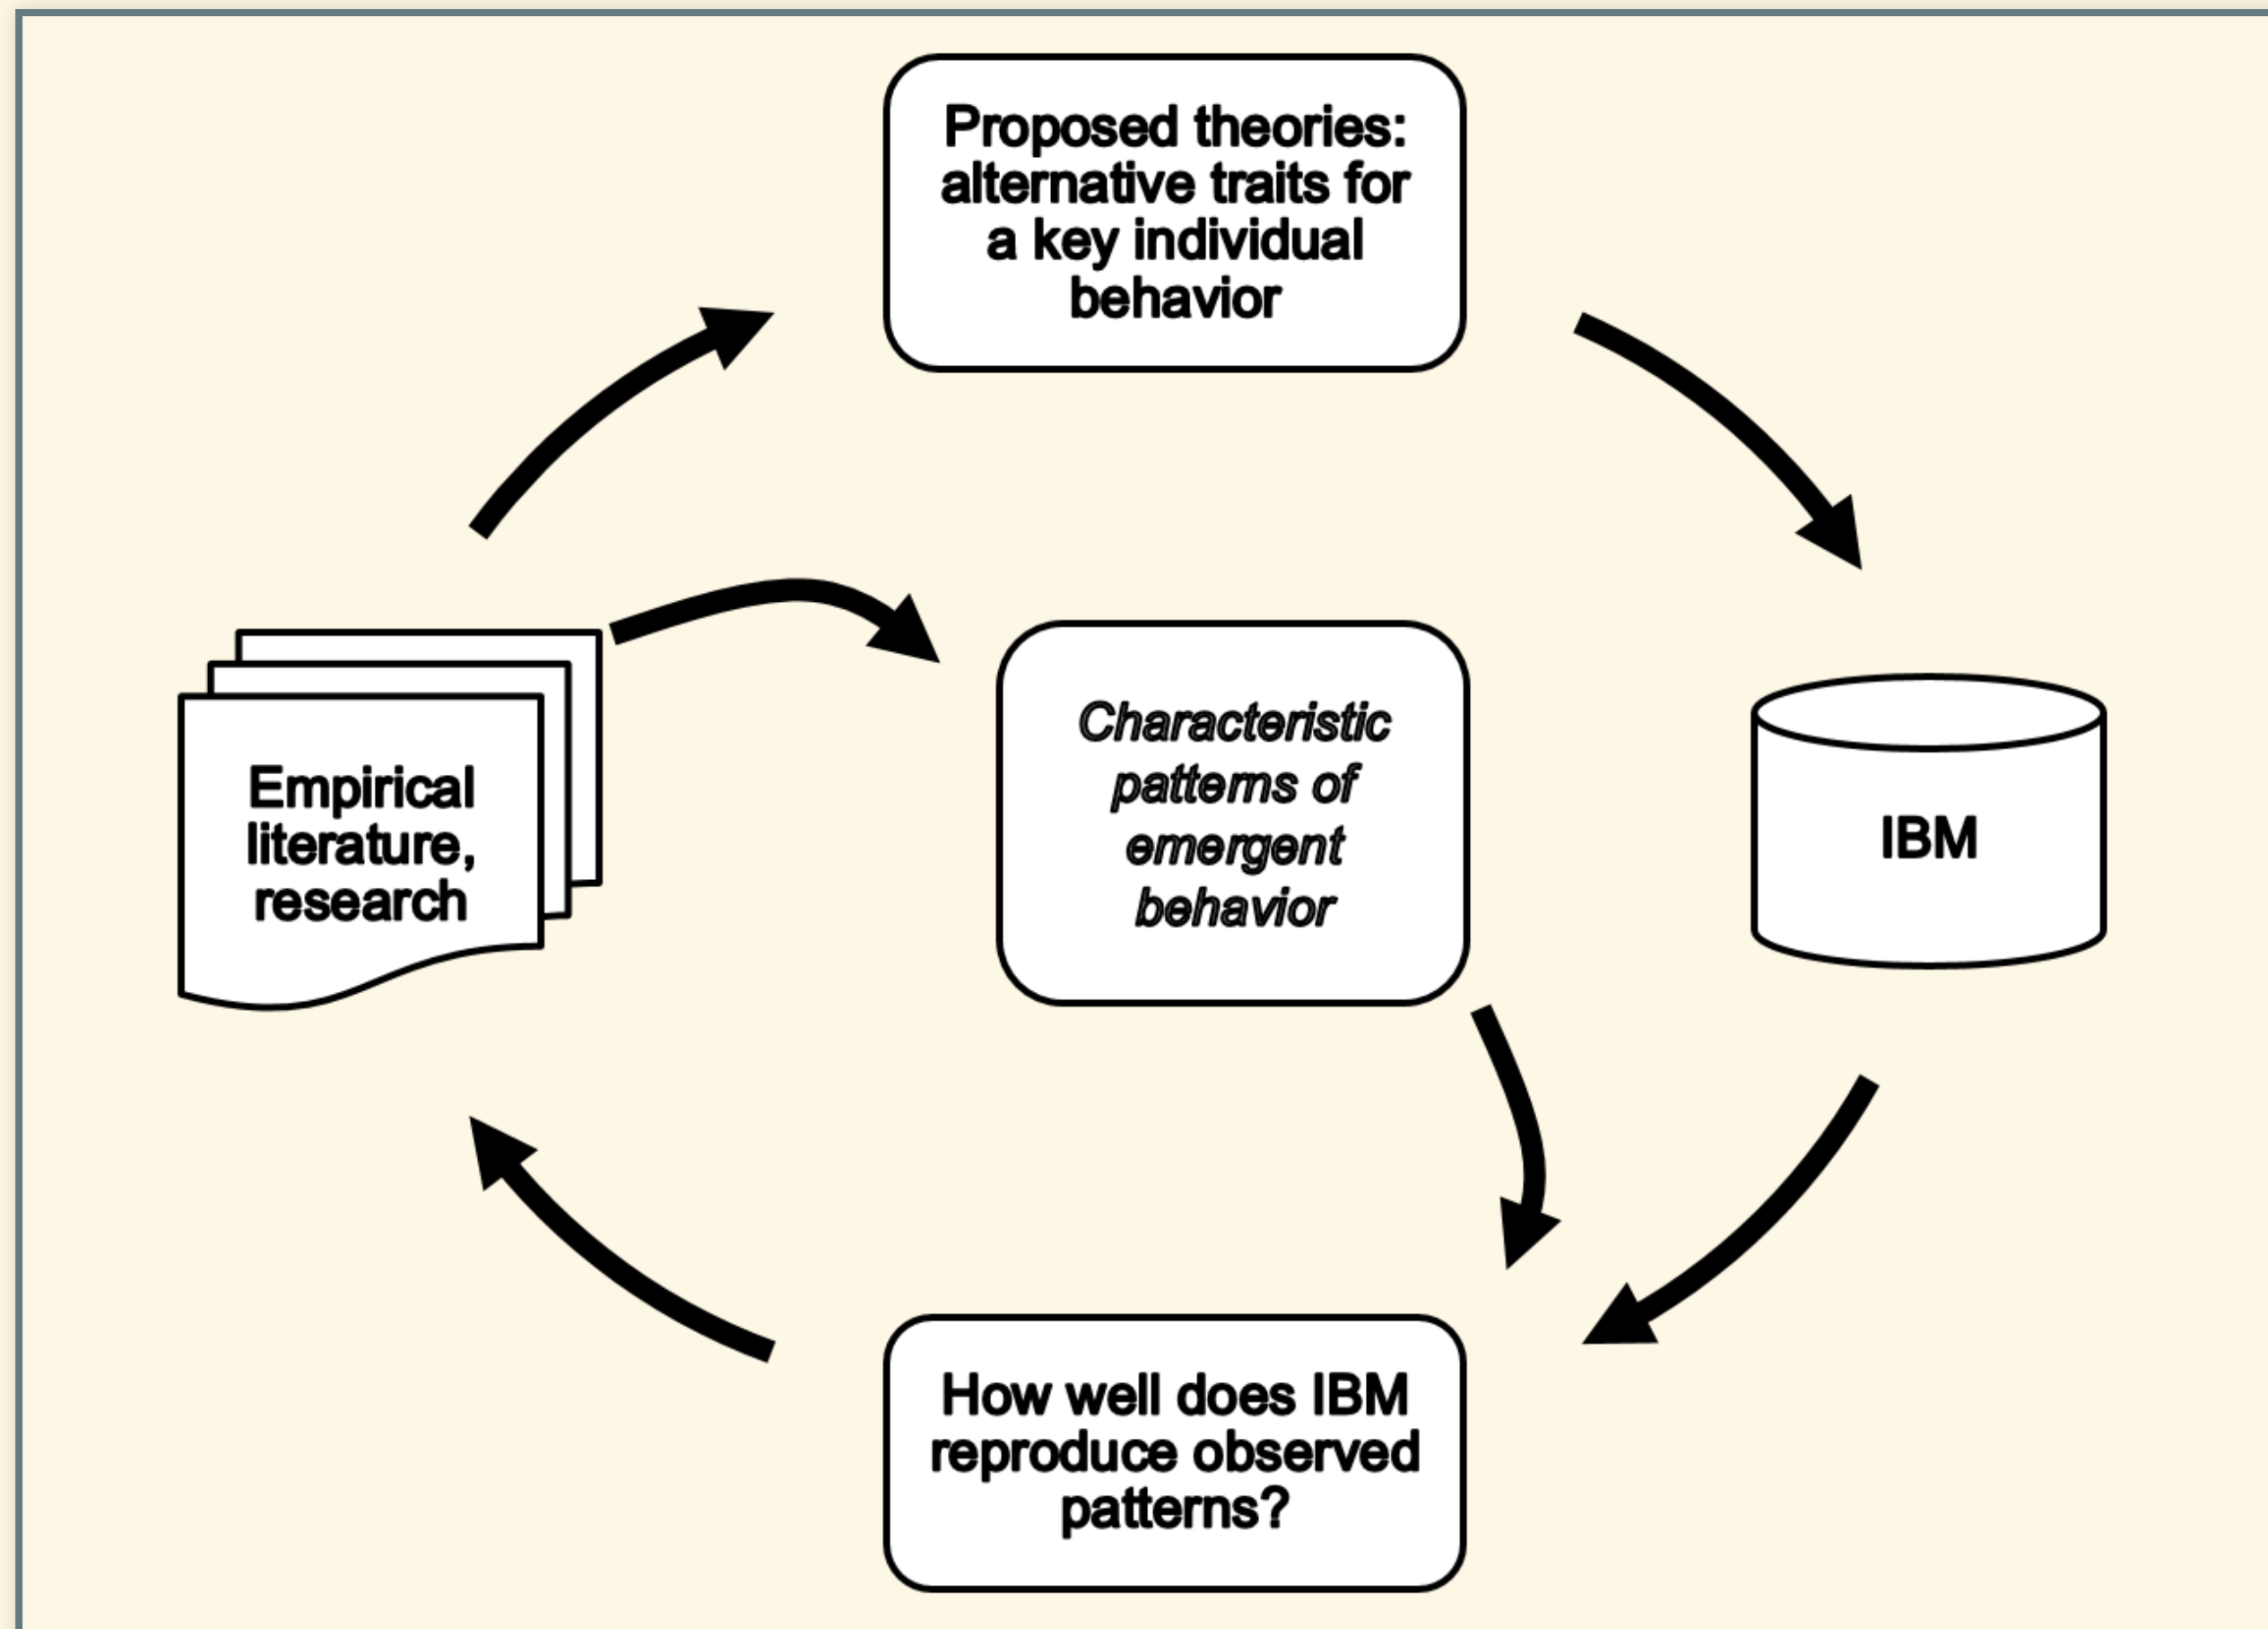 Proposed theories:
alternative traits for
a key individual
behavior
Empirical
literature,
research
Characteristic
patterns of
emergent
behavior
IBM
How well does IBM
reproduce observed
patterns?